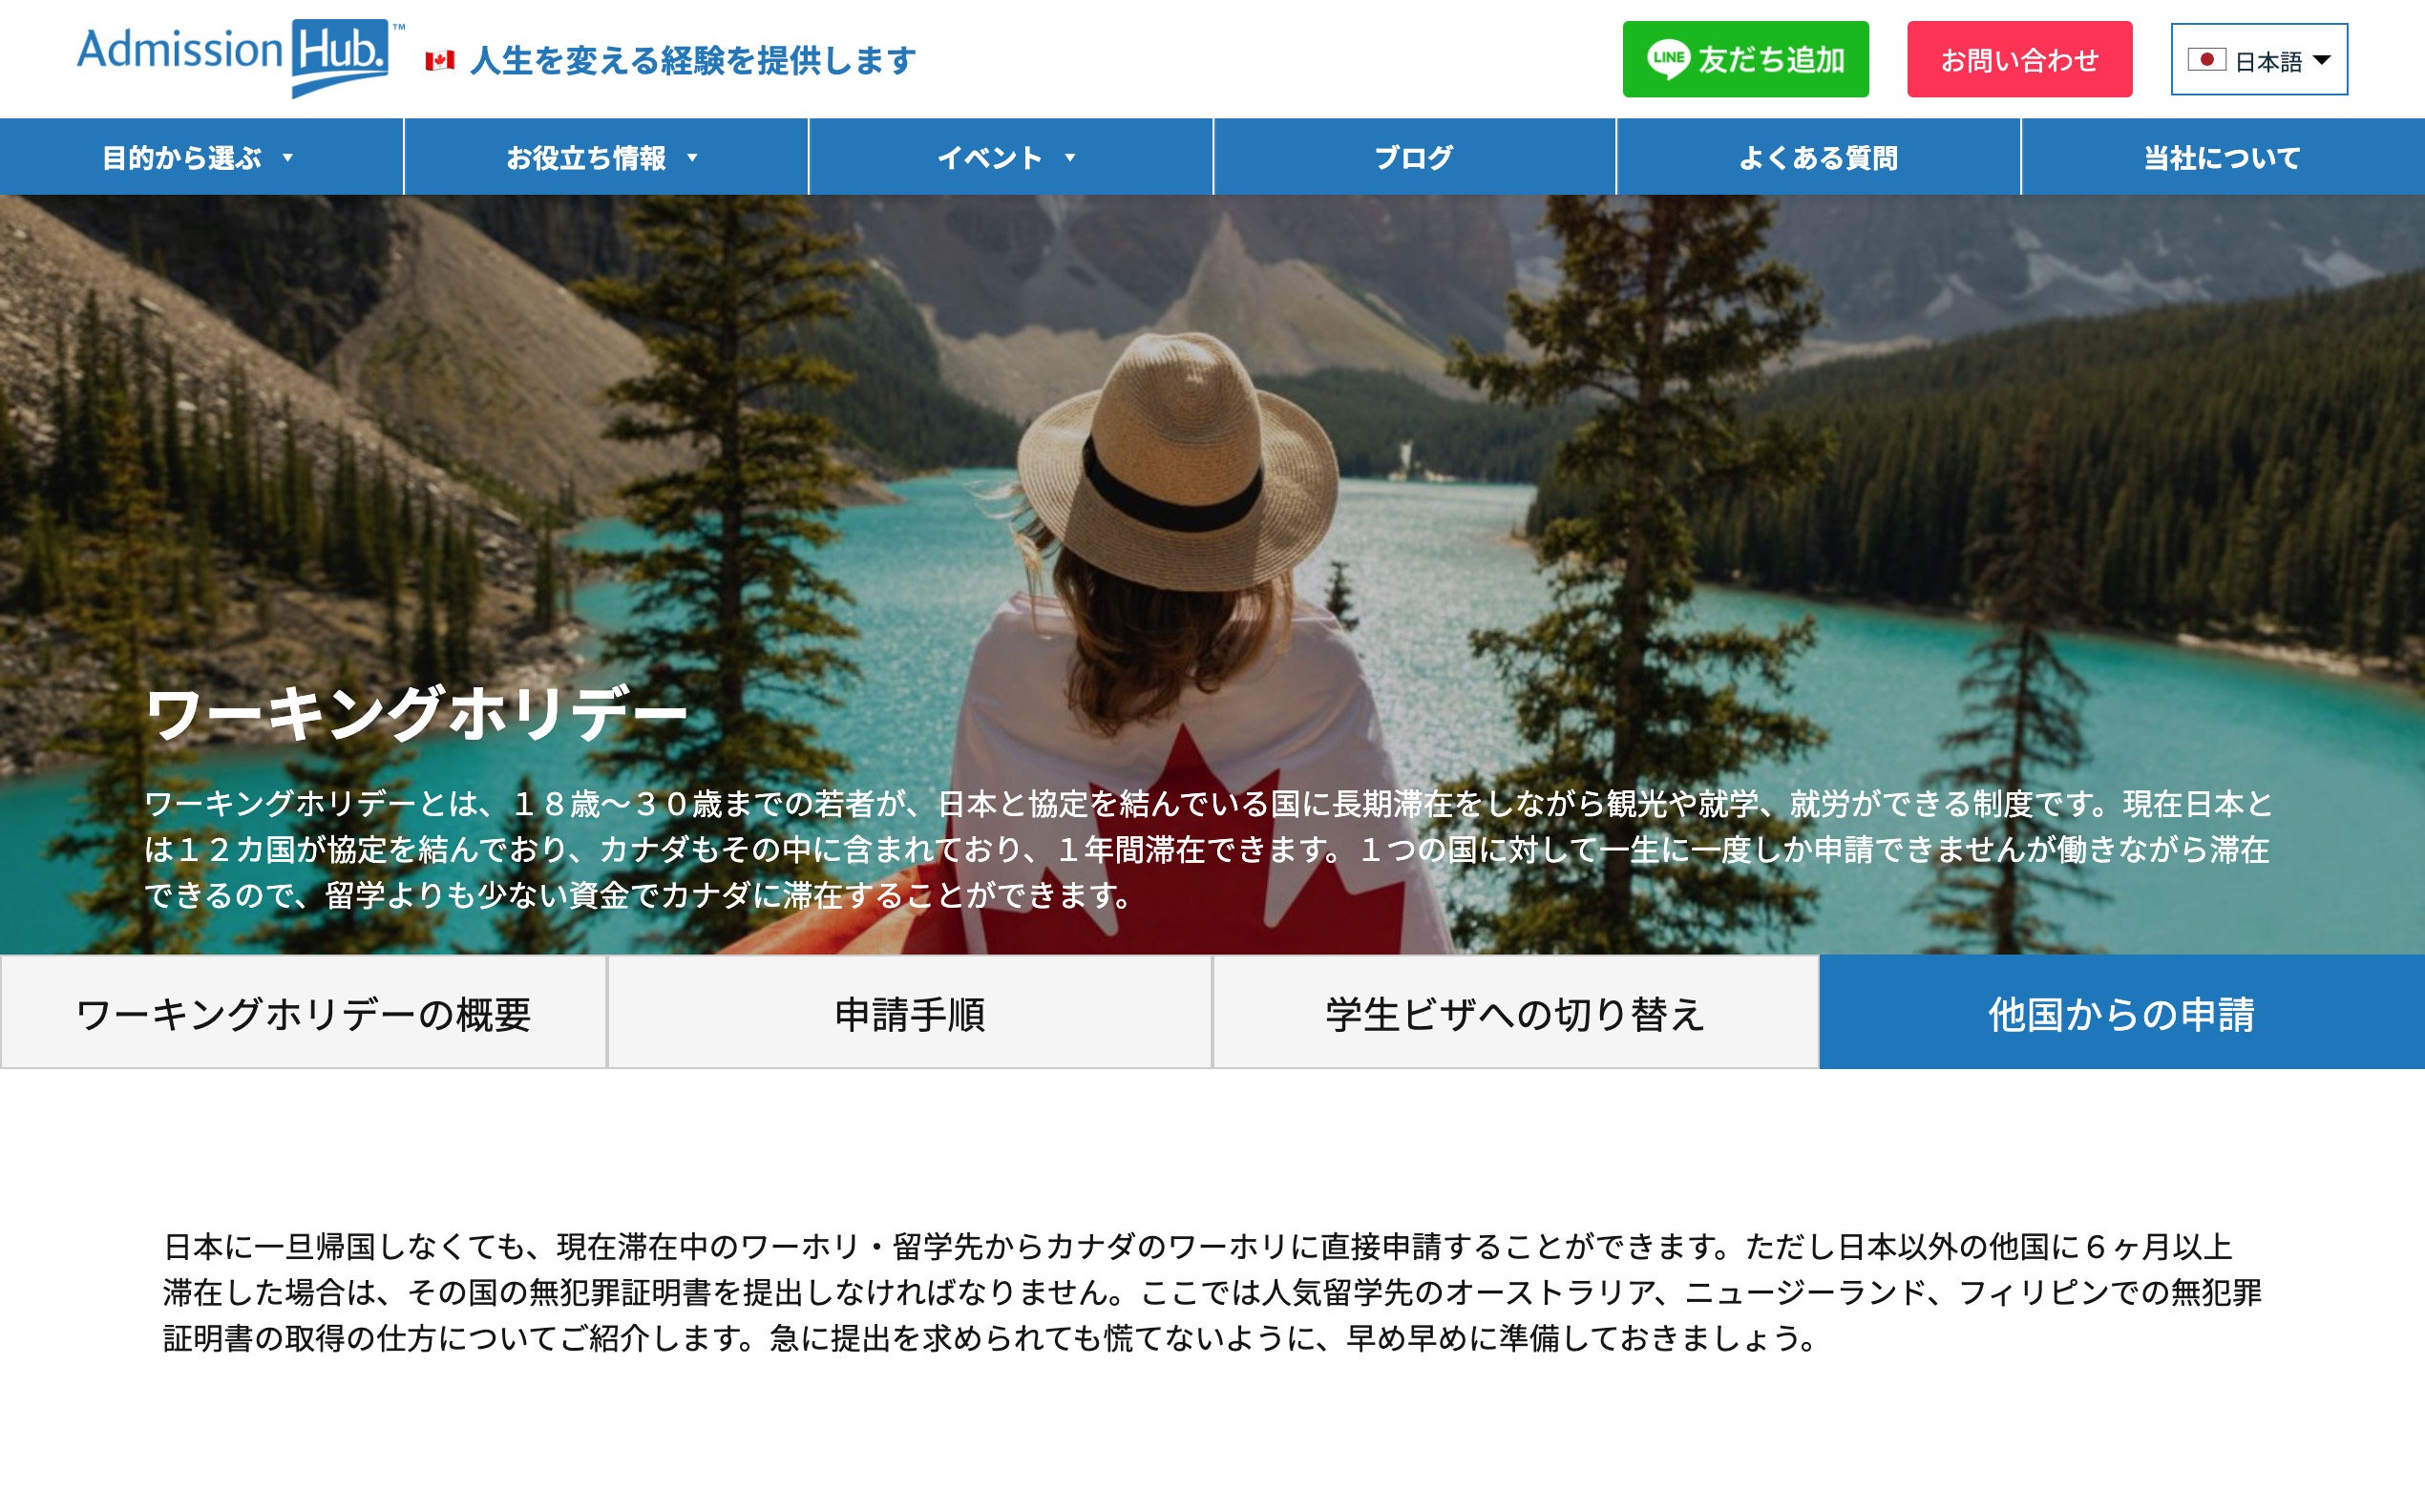 Admission Hub.™
人生を変える経験を提供します
LINE 友だち追加
お問い合わせ
日本語
目的から選ぶ
お役立ち情報
イベント
ブログ
よくある質問
当社について
ワーキングホリデー
ワーキングホリデーとは、１８歳〜３０歳までの若者が、日本と協定を結んでいる国に長期滞在をしながら観光や就学、就労ができる制度です。現在日本と
は１２カ国が協定を結んでおり、カナダもその中に含まれており、１年間滞在できます。１つの国に対して一生に一度しか申請できませんが働きながら滞在
できるので、留学よりも少ない資金でカナダに滞在することができます。
ワーキングホリデーの概要
申請手順
学生ビザへの切り替え
他国からの申請
日本に一旦帰国しなくても、現在滞在中のワーホリ・留学先からカナダのワーホリに直接申請することができます。ただし日本以外の他国に６ヶ月以上
滞在した場合は、その国の無犯罪証明書を提出しなければなりません。ここでは人気留学先のオーストラリア、ニュージーランド、フィリピンでの無犯罪
証明書の取得の仕方についてご紹介します。急に提出を求められても慌てないように、早め早めに準備しておきましょう。